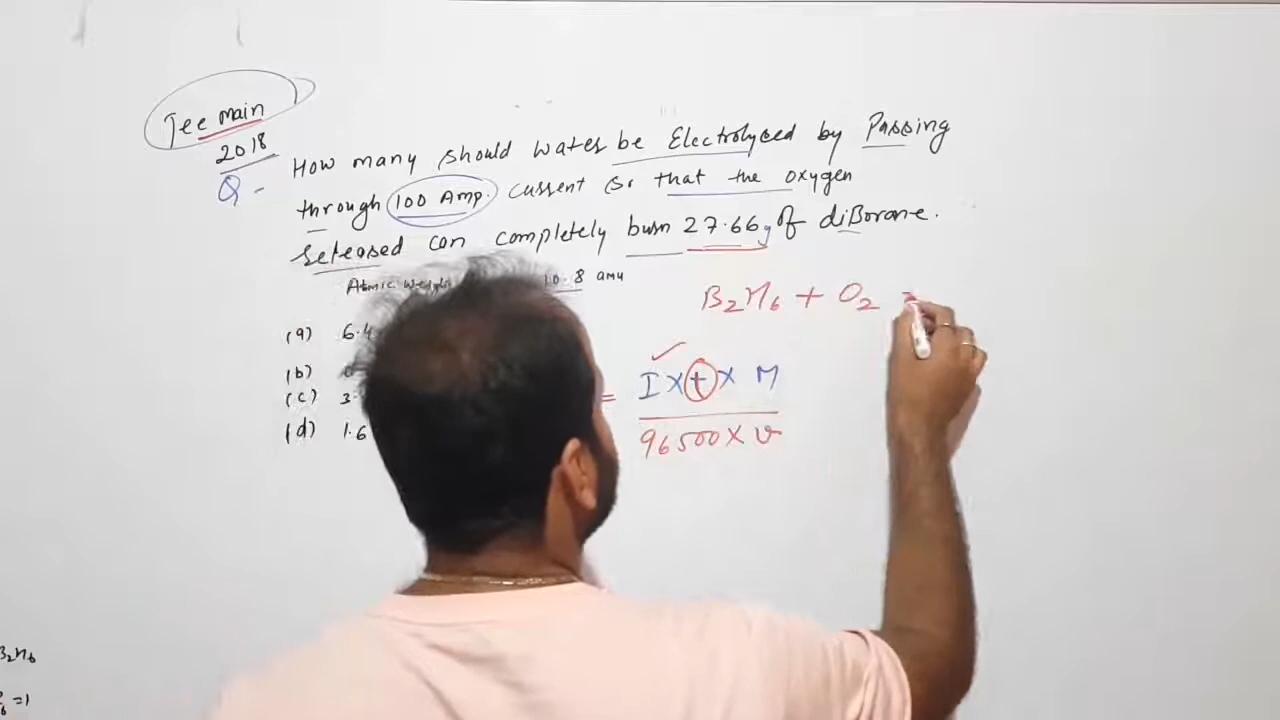 Jee main
2018
Q - How many should water be Electrolyced by Passing
through 100 Amp. current so that the oxygen
released can completely burn 27.66g of diBorane.
Atomic weight 10.8 amu
B2H6 + O2
(a) 6.4
(b)
(c) 3.
(d) 1.6
= I x t x M
96500 x v
B2H6
=1